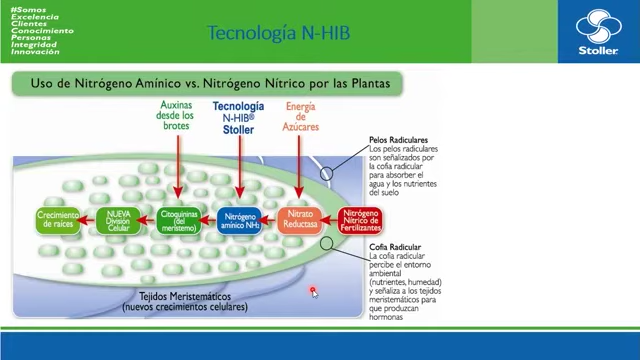 #Somos
Excelencia
Clientes
Conocimiento
Personas
Integridad
Innovación
Tecnología N-HIB
Stoller
Uso de Nitrógeno Amínico vs. Nitrógeno Nítrico por las Plantas
Auxinas
desde los
brotes
Tecnología
N-HIB®
Stoller
Energía
de
Azúcares
Pelos Radiculares
Los pelos radiculares
son señalizados por
la cofia radicular
para absorber el
agua y los nutrientes
del suelo
Crecimiento
de raíces
NUEVA
División
Celular
Citoquininas
(del
meristemo)
Nitrógeno
amínico NH₂
Nitrato
Reductasa
Nitrógeno
Nítrico de
Fertilizantes
Cofia Radicular
La cofia radicular
percibe el entorno
ambiental
(nutrientes, humedad)
y señaliza a los tejidos
meristemáticos para
que produzcan
hormonas
Tejidos Meristemáticos
(nuevos crecimientos celulares)